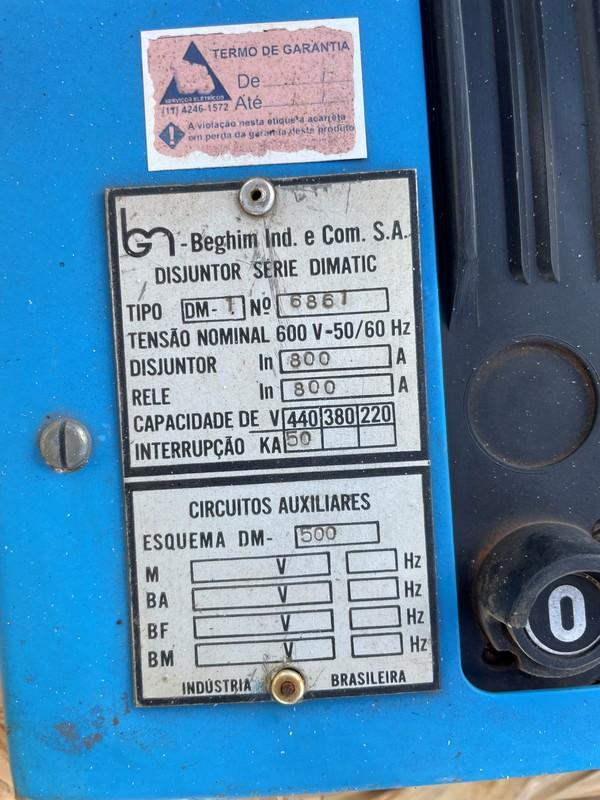 TERMO DE GARANTIA
SERVIÇOS ELÉTRICOS
(11) 4246-1572
De / /
Até / /
A violação nesta etiqueta acarreta
em perda da garantia deste produto
-Beghim Ind. e Com. S.A.
DISJUNTOR SÉRIE DIMATIC
TIPO DM-1 Nº 6861
TENSÃO NOMINAL 600 V-50/60 Hz
DISJUNTOR In 800 A
RELE In 800 A
CAPACIDADE DE V 440 380 220
INTERRUPÇÃO KA 50
CIRCUITOS AUXILIARES
ESQUEMA DM- 500
M V Hz
BA V Hz
BF V Hz
BM V Hz
INDÚSTRIA BRASILEIRA
0